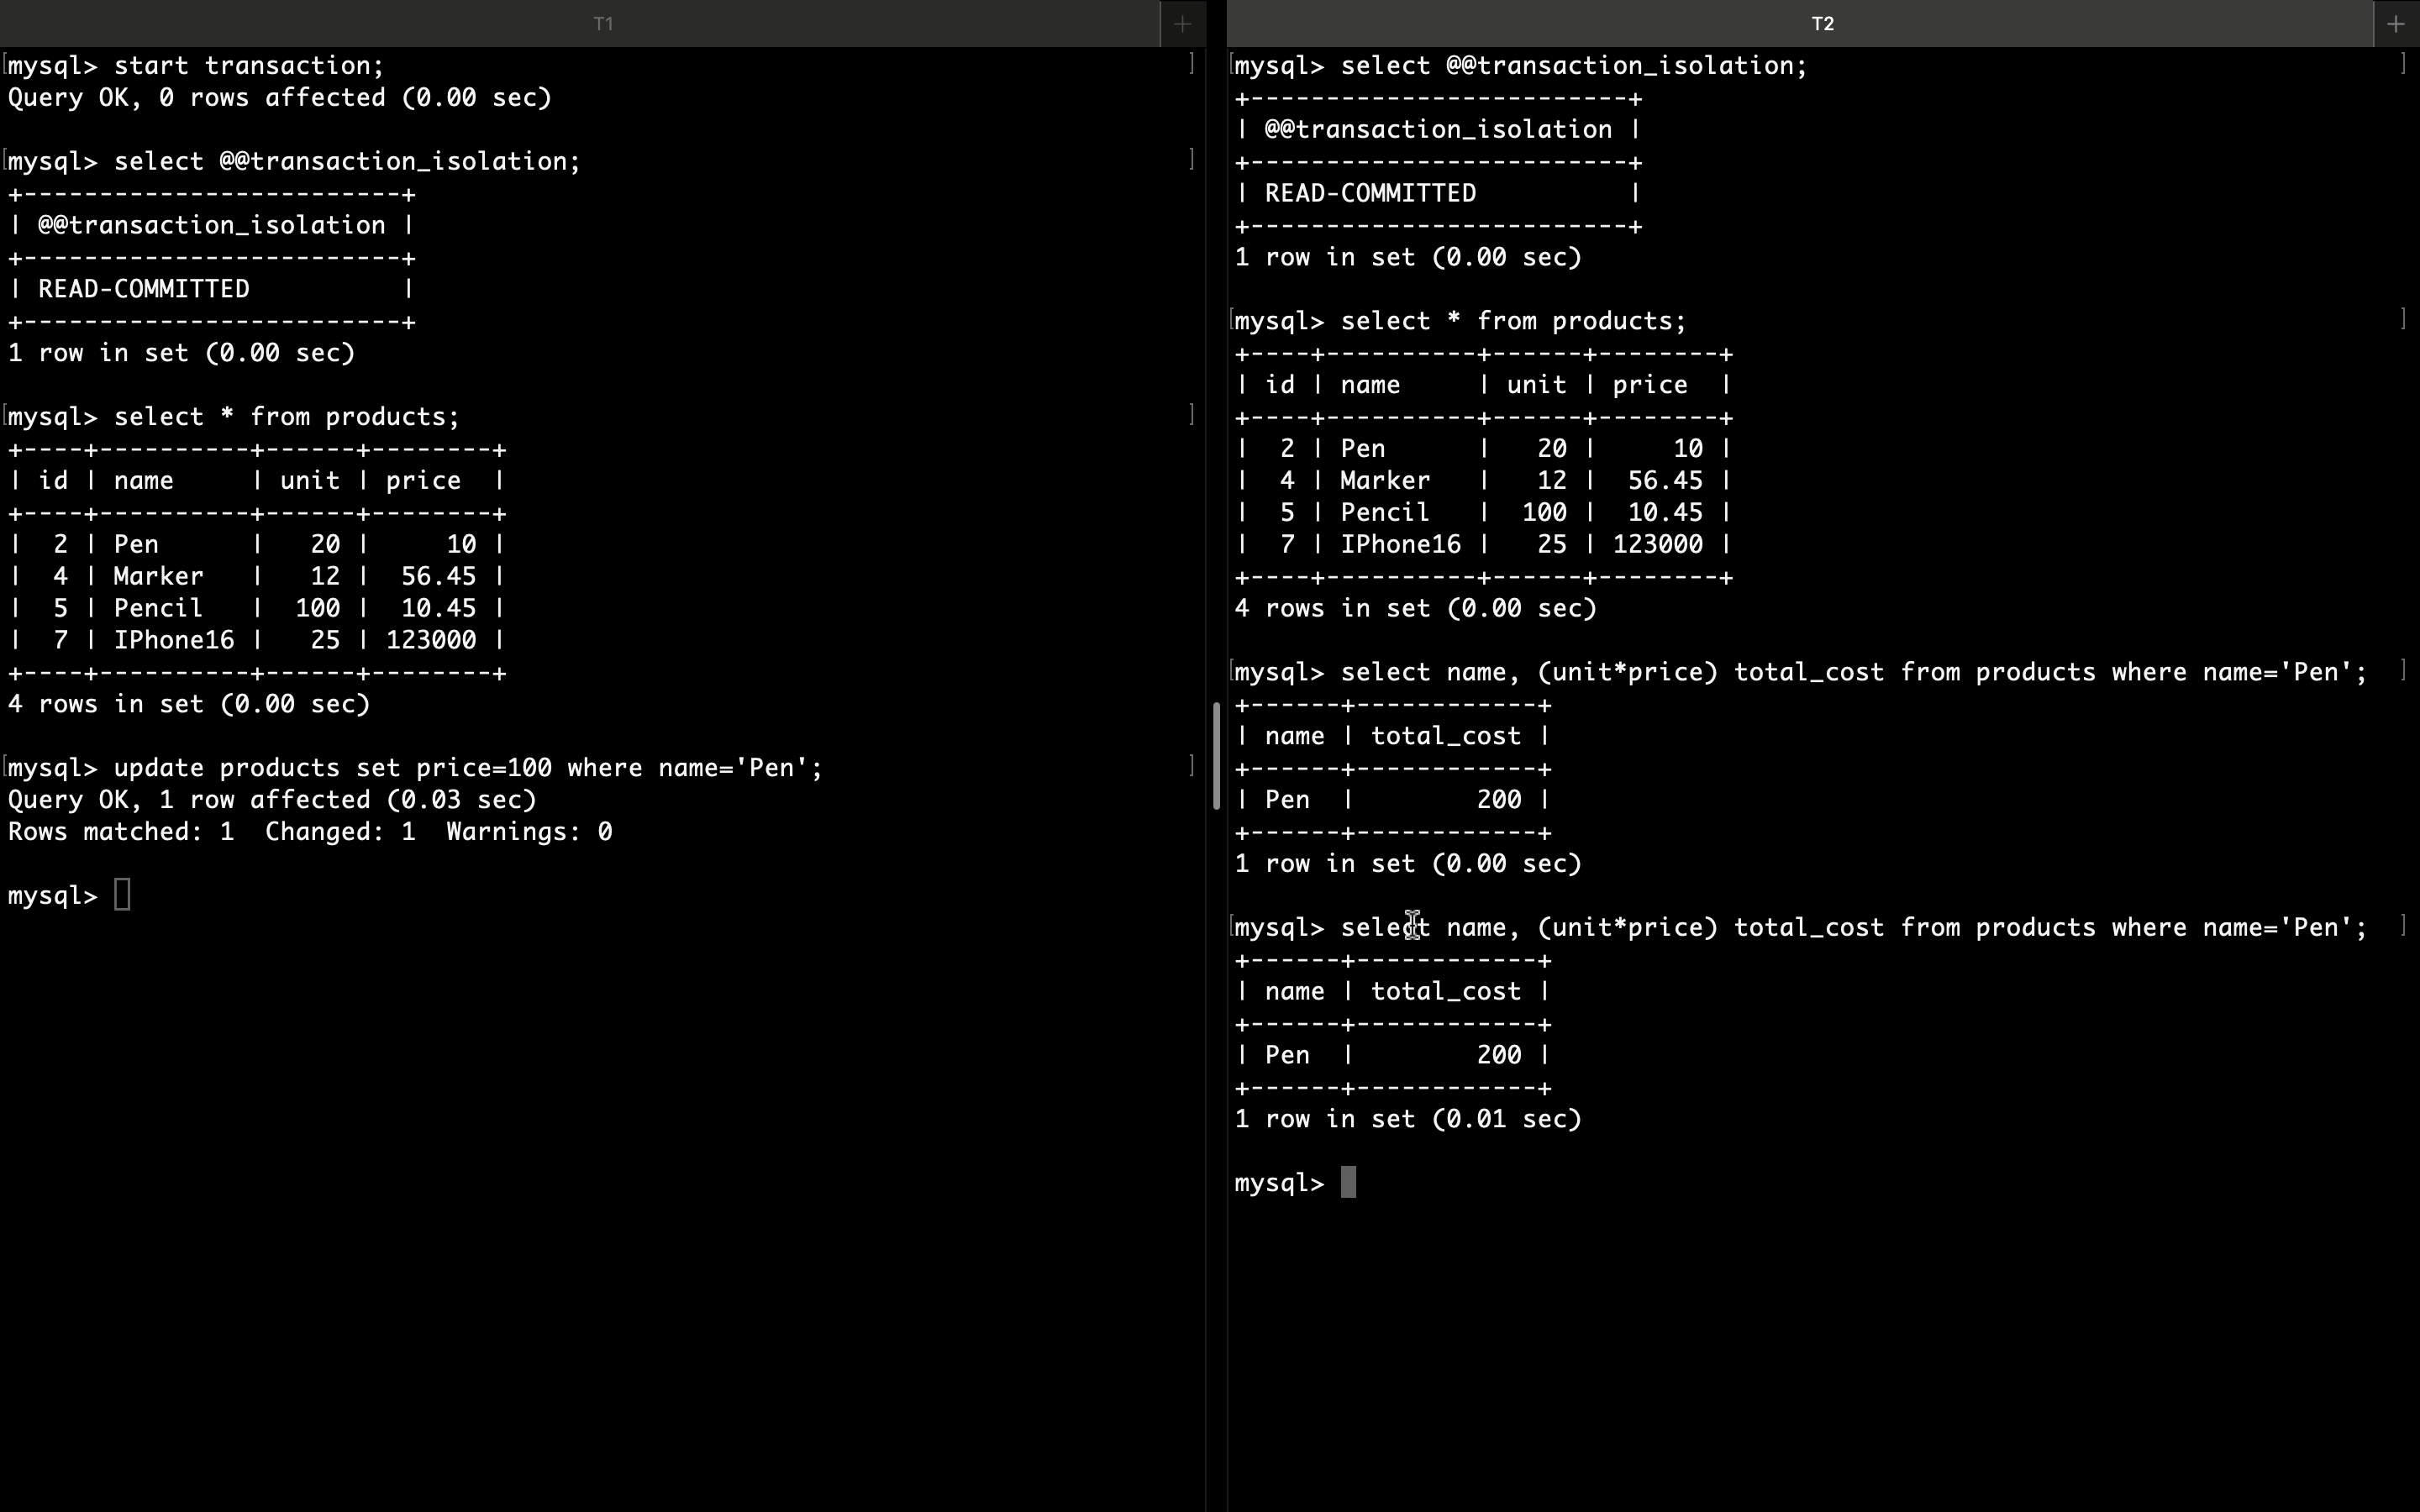 T1
mysql> start transaction;
Query OK, 0 rows affected (0.00 sec)
mysql> select @@transaction_isolation;
+-------------------------+
| @@transaction_isolation |
+-------------------------+
| READ-COMMITTED          |
+-------------------------+
1 row in set (0.00 sec)
mysql> select * from products;
+----+----------+------+--------+
| id | name     | unit | price  |
+----+----------+------+--------+
|  2 | Pen      |   20 |     10 |
|  4 | Marker   |   12 |  56.45 |
|  5 | Pencil   |  100 |  10.45 |
|  7 | IPhone16 |   25 | 123000 |
+----+----------+------+--------+
4 rows in set (0.00 sec)
mysql> update products set price=100 where name='Pen';
Query OK, 1 row affected (0.03 sec)
Rows matched: 1  Changed: 1  Warnings: 0
mysql>
T2
mysql> select @@transaction_isolation;
+-------------------------+
| @@transaction_isolation |
+-------------------------+
| READ-COMMITTED          |
+-------------------------+
1 row in set (0.00 sec)
mysql> select * from products;
+----+----------+------+--------+
| id | name     | unit | price  |
+----+----------+------+--------+
|  2 | Pen      |   20 |     10 |
|  4 | Marker   |   12 |  56.45 |
|  5 | Pencil   |  100 |  10.45 |
|  7 | IPhone16 |   25 | 123000 |
+----+----------+------+--------+
4 rows in set (0.00 sec)
mysql> select name, (unit*price) total_cost from products where name='Pen';
+------+------------+
| name | total_cost |
+------+------------+
| Pen  |        200 |
+------+------------+
1 row in set (0.00 sec)
mysql> select name, (unit*price) total_cost from products where name='Pen';
+------+------------+
| name | total_cost |
+------+------------+
| Pen  |        200 |
+------+------------+
1 row in set (0.01 sec)
mysql>